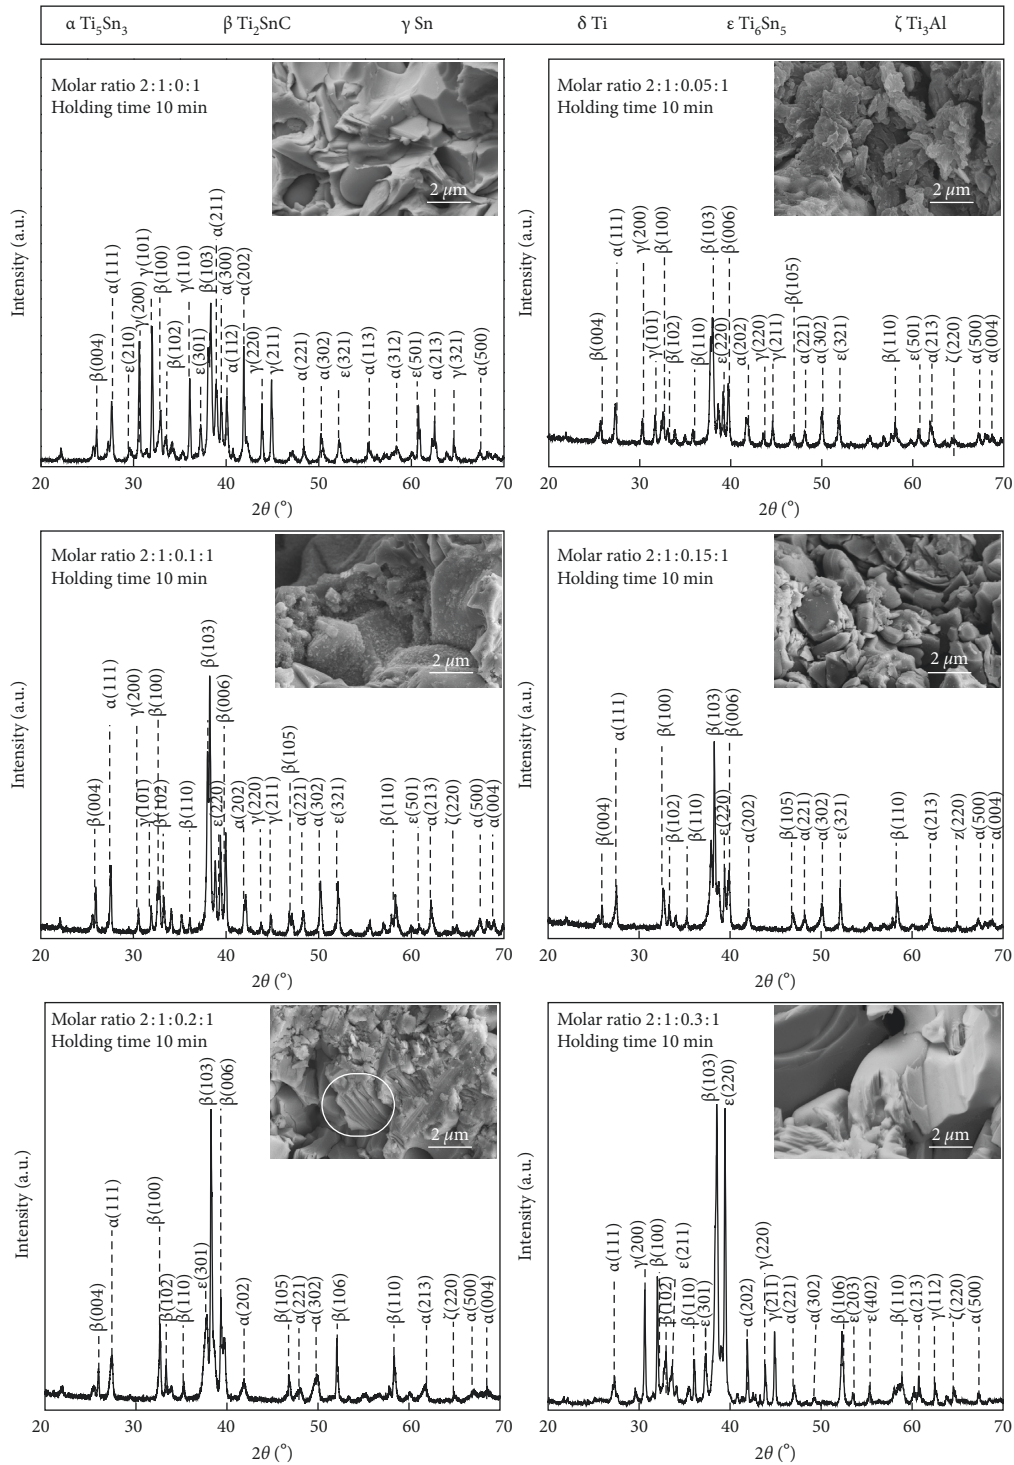 α Ti5Sn3 β Ti2SnC γ Sn δ Ti ε Ti6Sn5 ζ Ti3Al
Molar ratio 2:1:0:1
Holding time 10 min
2 μm
Intensity (a.u.)
β(004)
α(111)
ε(210)
γ(200)
γ(101)
β(100)
β(102)
γ(110)
ε(301)
β(103)
α(211)
α(300)
α(112)
α(202)
γ(220)
γ(211)
α(221)
α(302)
ε(321)
α(113)
α(312)
ε(501)
α(213)
γ(321)
α(500)
20 30 40 50 60 70
2θ (°)
Molar ratio 2:1:0.05:1
Holding time 10 min
2 μm
Intensity (a.u.)
β(004)
α(111)
γ(200)
γ(101)
β(100)
β(102)
β(110)
β(103)
ε(220)
β(006)
α(202)
γ(220)
γ(211)
β(105)
α(221)
α(302)
ε(321)
β(110)
ε(501)
α(213)
ζ(220)
α(500)
α(004)
20 30 40 50 60 70
2θ (°)
Molar ratio 2:1:0.1:1
Holding time 10 min
2 μm
Intensity (a.u.)
β(004)
α(111)
γ(200)
γ(101)
β(100)
β(102)
β(110)
β(103)
ε(220)
β(006)
α(202)
γ(220)
γ(211)
β(105)
α(221)
α(302)
ε(321)
β(110)
ε(501)
α(213)
ζ(220)
α(500)
α(004)
20 30 40 50 60 70
2θ (°)
Molar ratio 2:1:0.15:1
Holding time 10 min
2 μm
Intensity (a.u.)
β(004)
α(111)
β(100)
β(102)
β(110)
β(103)
ε(220)
β(006)
α(202)
β(105)
α(221)
α(302)
ε(321)
β(110)
α(213)
z(220)
α(500)
α(004)
20 30 40 50 60 70
2θ (°)
Molar ratio 2:1:0.2:1
Holding time 10 min
2 μm
Intensity (a.u.)
β(004)
α(111)
β(100)
β(102)
β(110)
ε(301)
β(103)
β(006)
α(202)
β(105)
α(221)
α(302)
β(106)
β(110)
α(213)
ζ(220)
α(500)
α(004)
20 30 40 50 60 70
2θ (°)
Molar ratio 2:1:0.3:1
Holding time 10 min
2 μm
Intensity (a.u.)
α(111)
γ(200)
β(100)
β(102)
ε(211)
β(110)
ε(301)
β(103)
ε(220)
α(202)
γ(220)
γ(211)
α(221)
α(302)
β(106)
ε(203)
ε(402)
β(110)
α(213)
γ(112)
ζ(220)
α(500)
20 30 40 50 60 70
2θ (°)